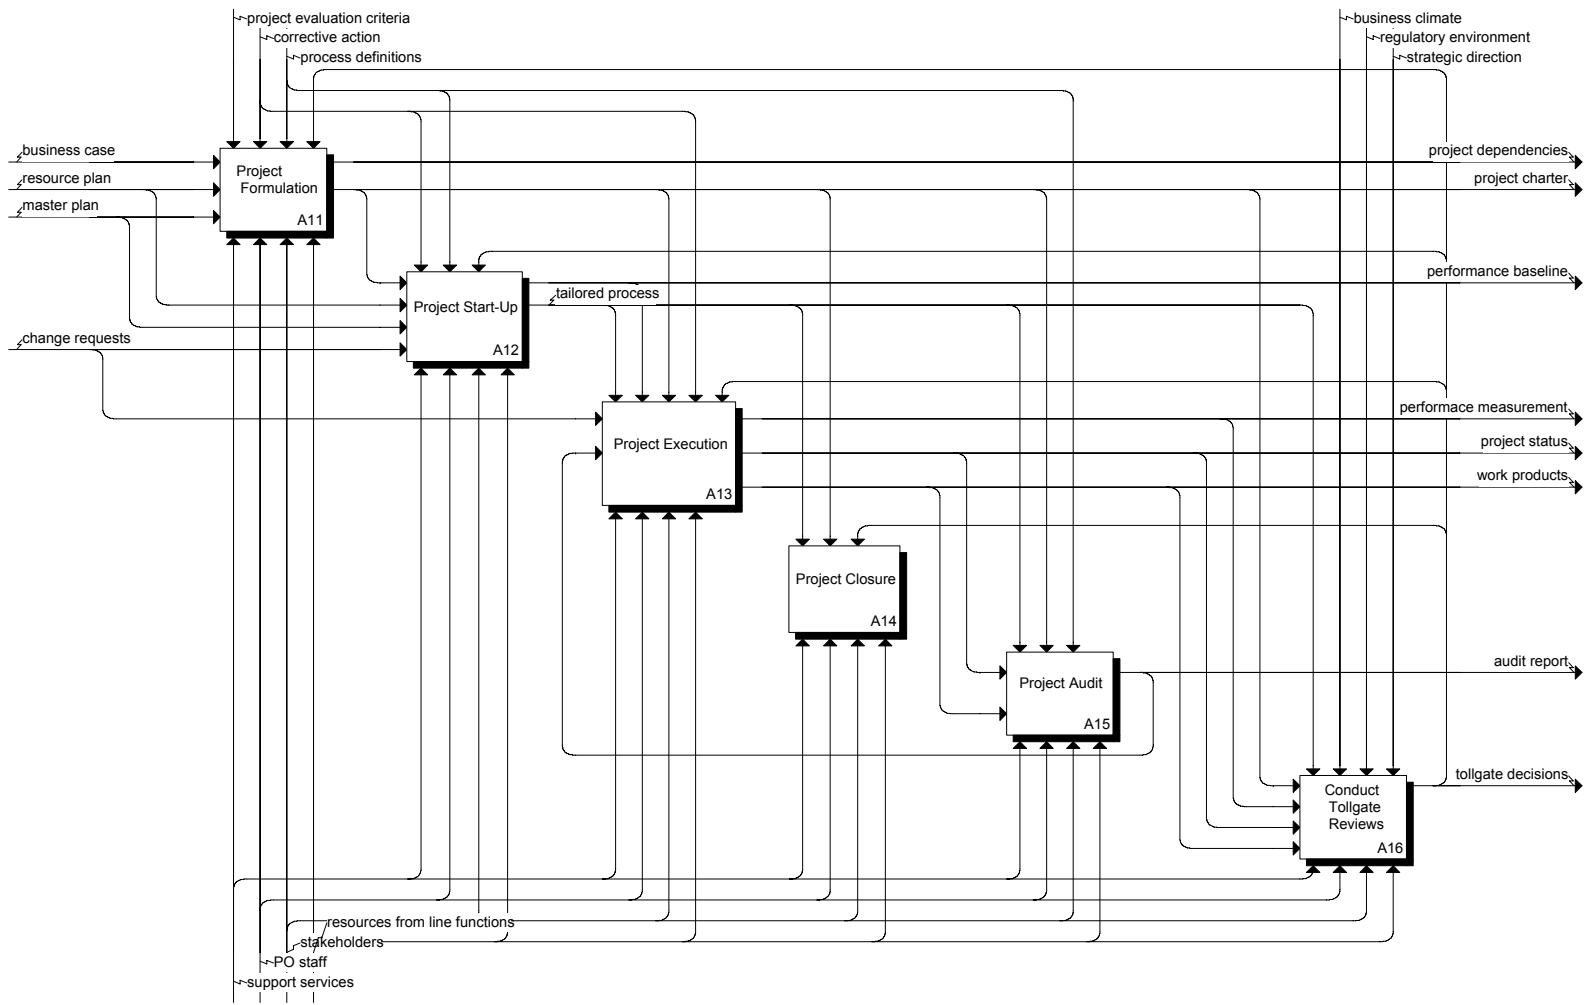 project evaluation criteria
corrective action
process definitions
business climate
regulatory environment
strategic direction
business case
resource plan
master plan
Project
Formulation
A11
project dependencies
project charter
change requests
Project Start-Up
A12
tailored process
performance baseline
Project Execution
A13
performace measurement
project status
work products
Project Closure
A14
Project Audit
A15
audit report
Conduct
Tollgate
Reviews
A16
tollgate decisions
resources from line functions
stakeholders
PO staff
support services